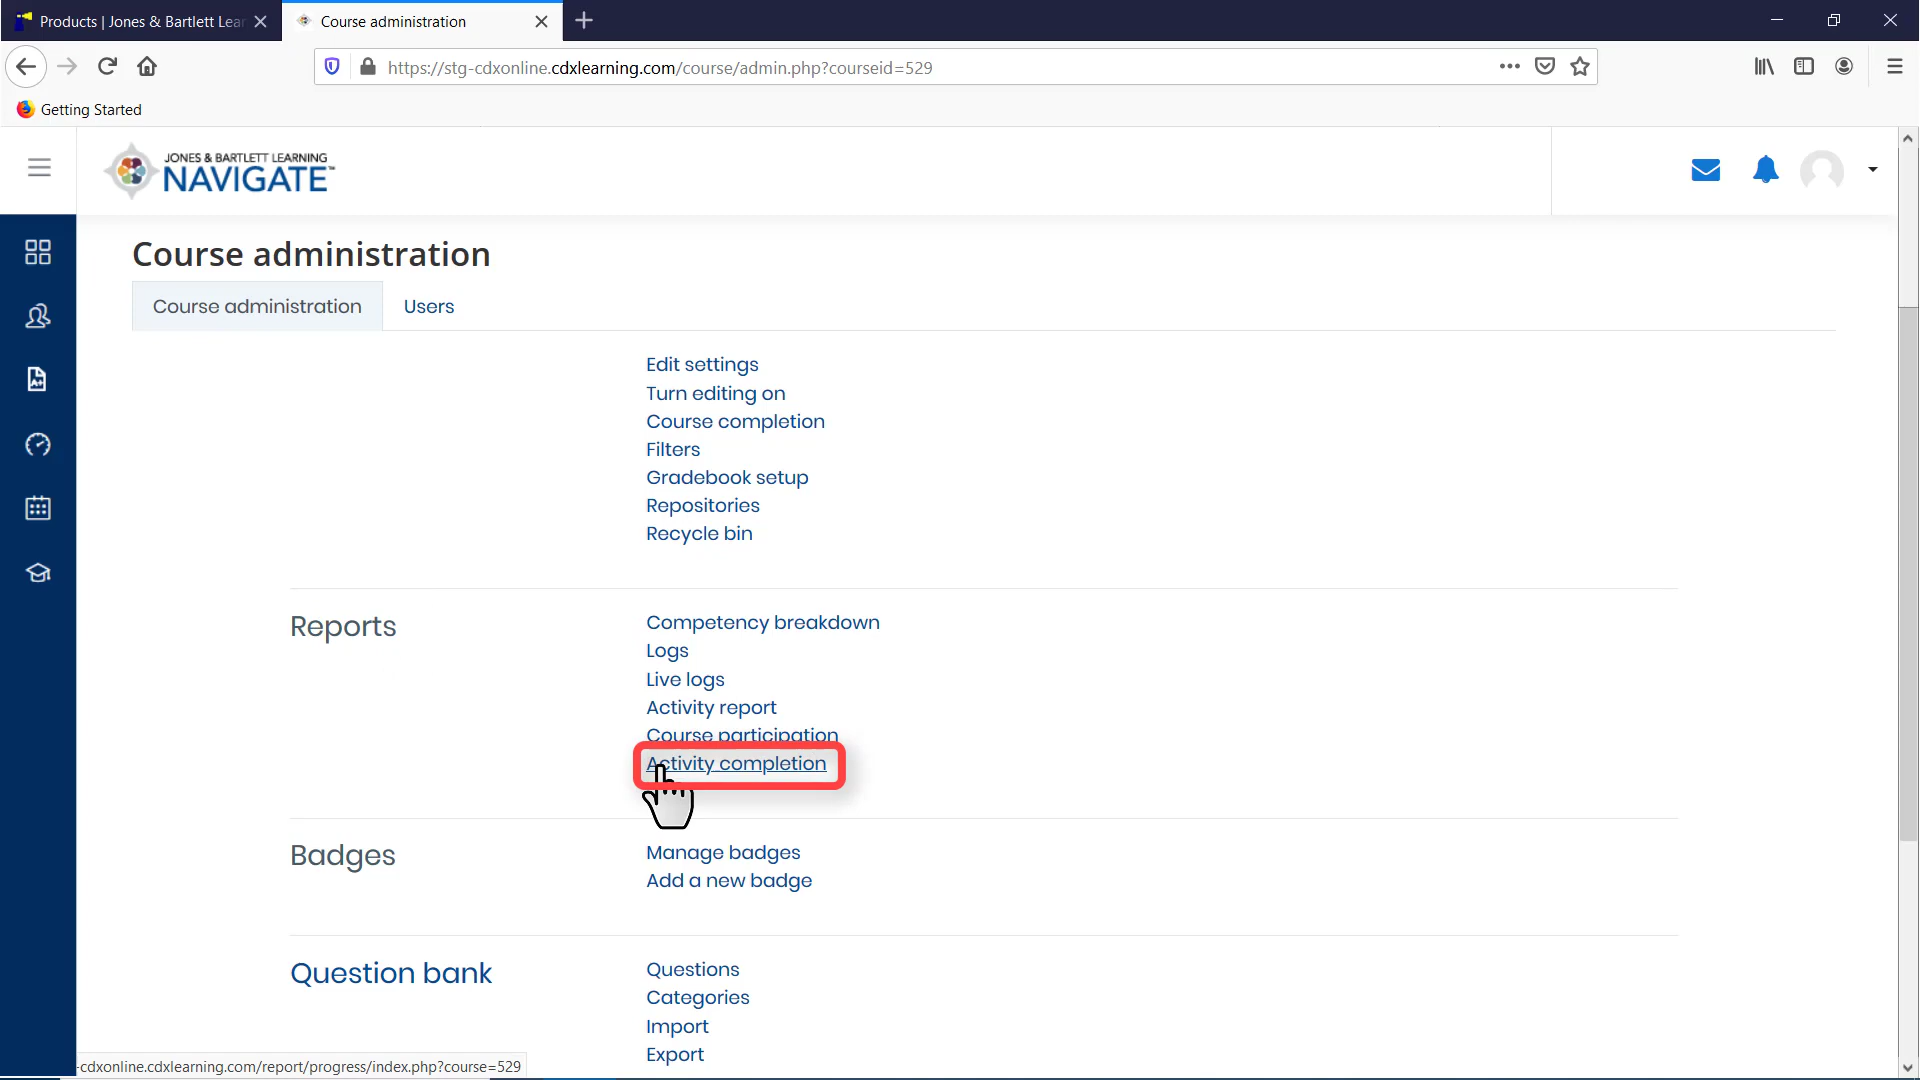 Products | Jones & Bartlett Lear
Course administration
https://stg-cdxonline.cdxlearning.com/course/admin.php?courseid=529
Getting Started
JONES & BARTLETT LEARNING
NAVIGATE™
Course administration
Course administration
Users
Edit settings
Turn editing on
Course completion
Filters
Gradebook setup
Repositories
Recycle bin
Reports
Competency breakdown
Logs
Live logs
Activity report
Course participation
Activity completion
Badges
Manage badges
Add a new badge
Question bank
Questions
Categories
Import
Export
-cdxonline.cdxlearning.com/report/progress/index.php?course=529